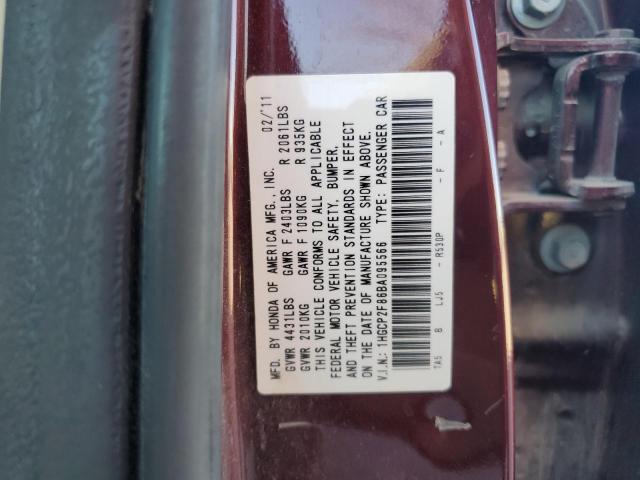 MFD. BY HONDA OF AMERICA MFG., INC. 02/'11
GVWR 4431LBS GAWR F 2403LBS R 2061LBS
GVWR 2010KG GAWR F 1090KG R 935KG
THIS VEHICLE CONFORMS TO ALL APPLICABLE
FEDERAL MOTOR VEHICLE SAFETY, BUMPER,
AND THEFT PREVENTION STANDARDS IN EFFECT
ON THE DATE OF MANUFACTURE SHOWN ABOVE.
V.I.N.: 1HGCP2F86BA095566 TYPE: PASSENGER CAR
TA5 B LJ5 - R530P - F - A